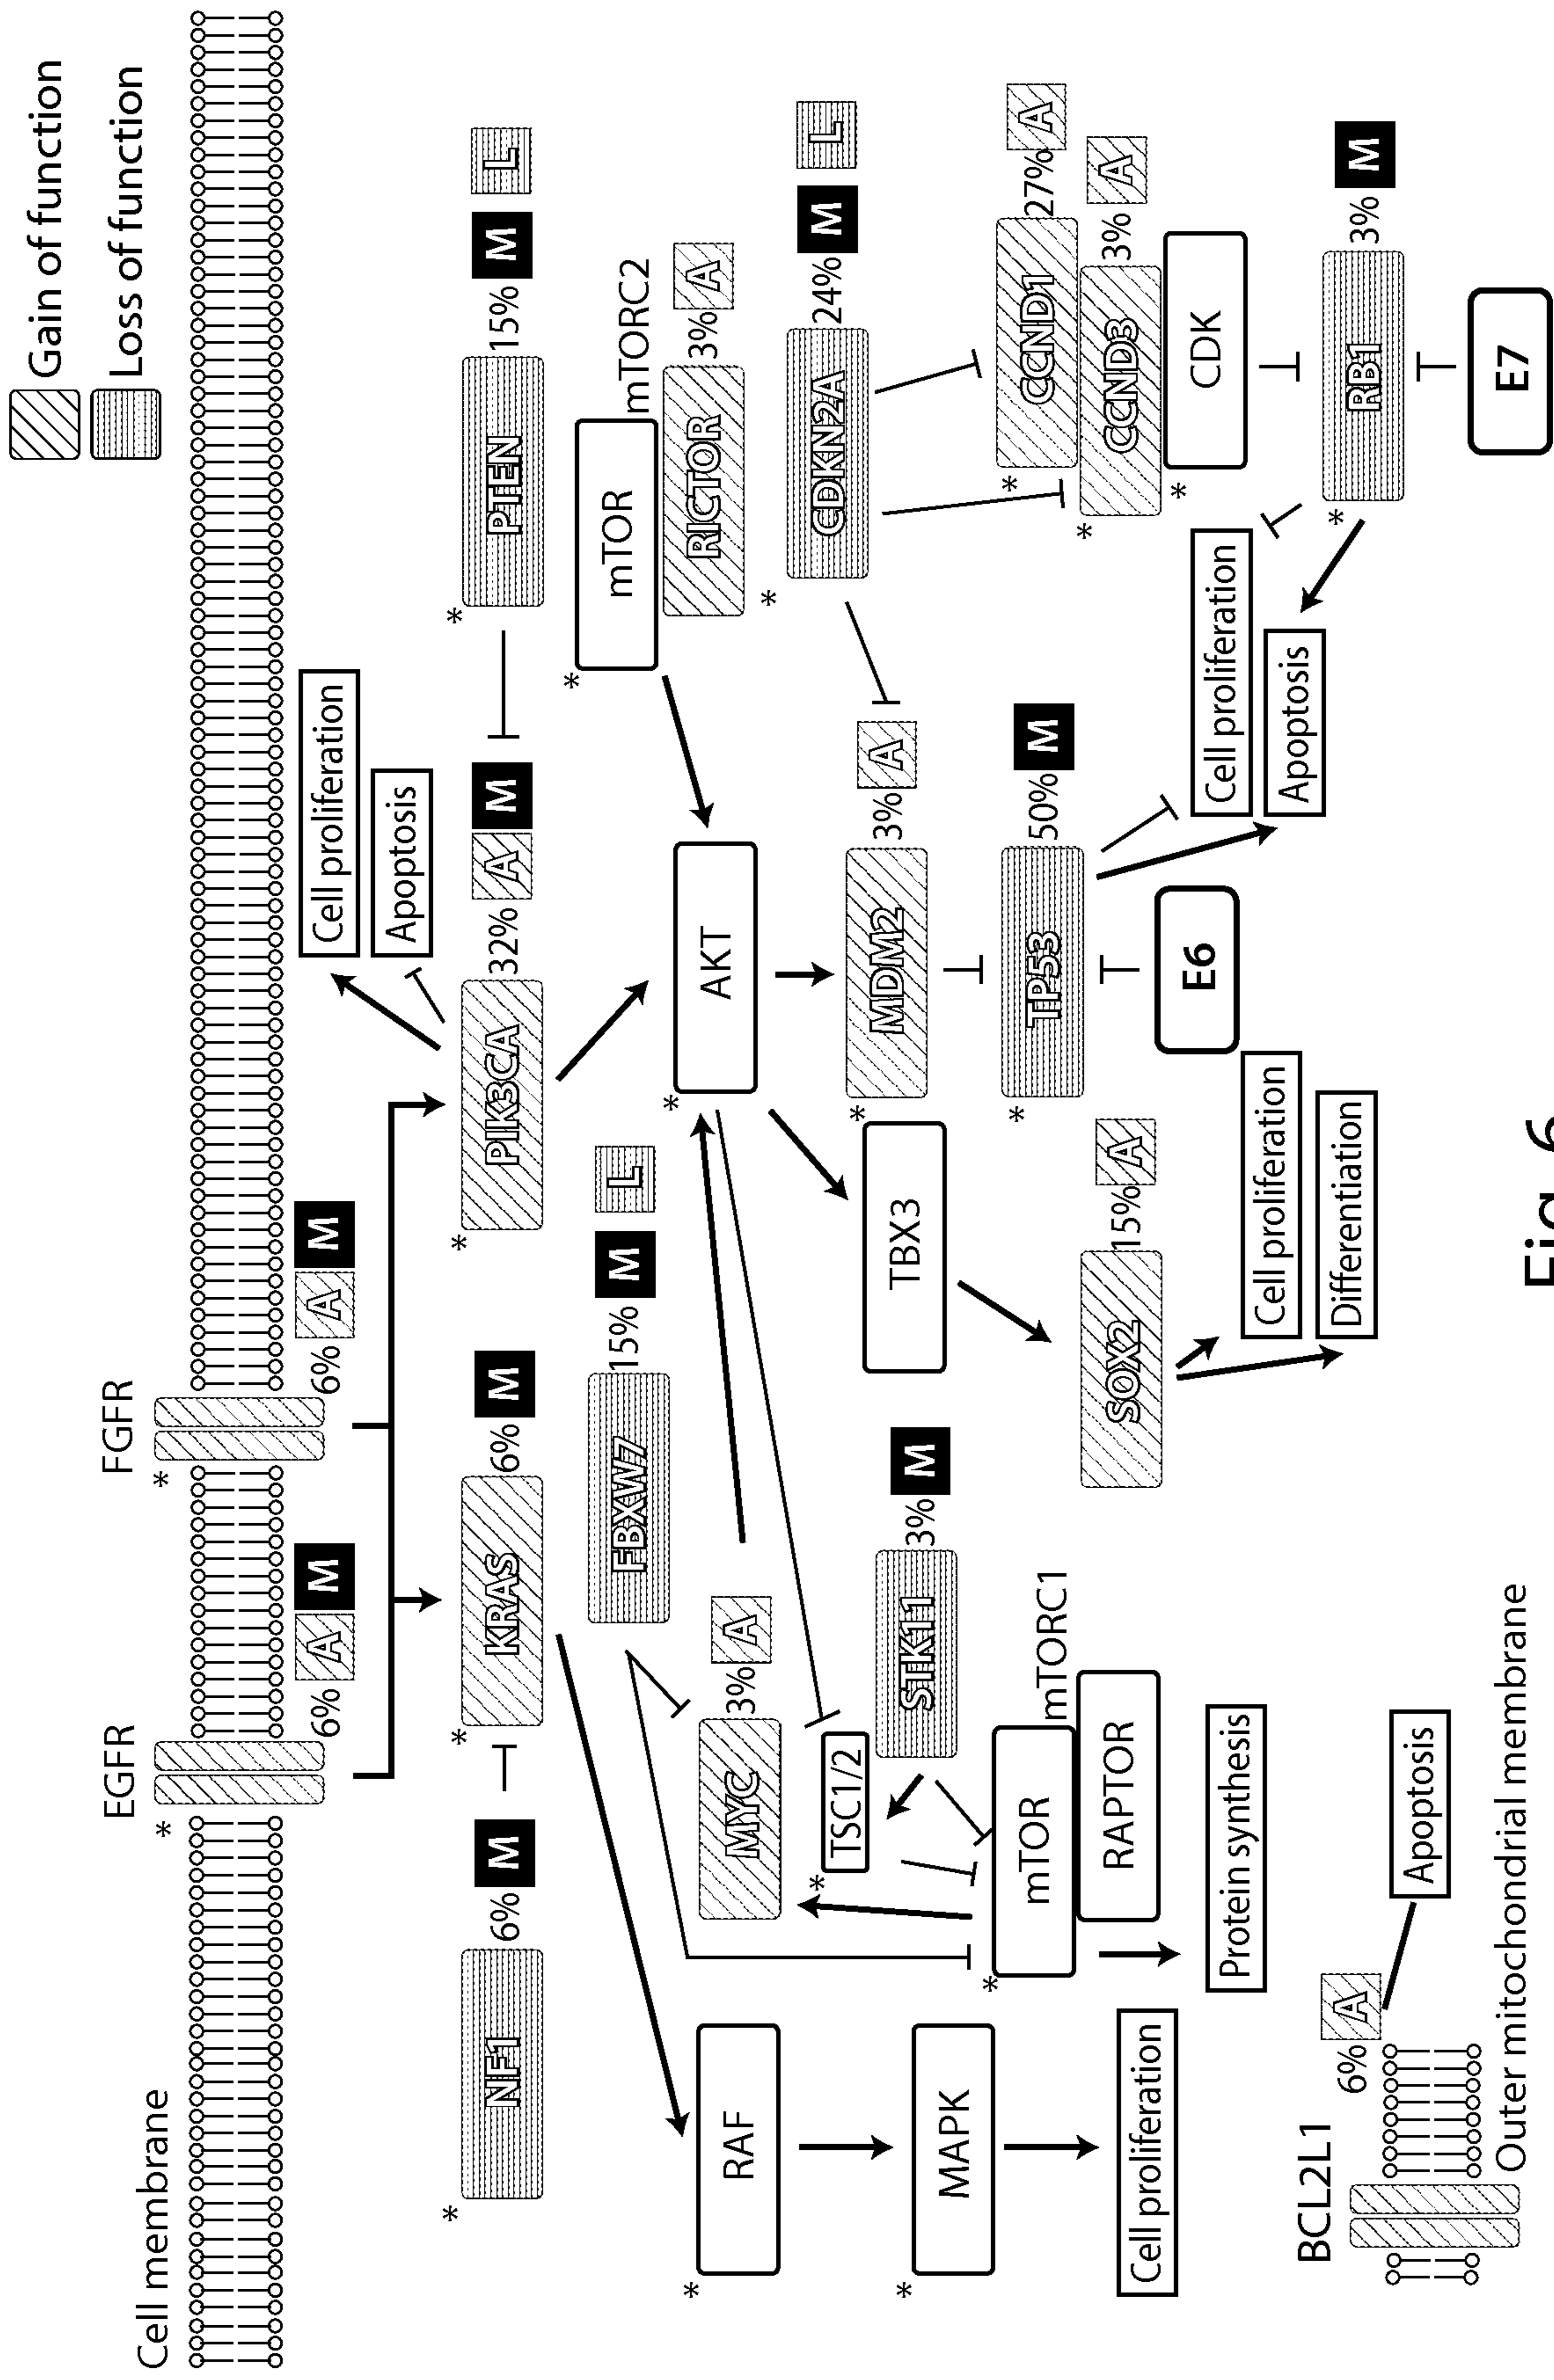 Gain of function
Loss of function
Cell membrane
EGFR
*
6% A M
FGFR
*
6% A M
Cell proliferation
Apoptosis
*
NF1
6% M
*
KRAS
6% M
*
PIK3CA
32% A M
*
PTEN
15% M L
FBXW7
15% M L
*
mTOR
mTORC2
RICTOR
3% A
*
RAF
MYC
3% A
*
AKT
*
CDKN2A
24% M L
*
TSC1/2
STK11
3% M
TBX3
*
MDM2
3% A
*
MAPK
*
mTOR
mTORC1
RAPTOR
*
TP53
50% M
*
CCND1
27% A
*
CCND3
3% A
*
CDK
SOX2
15% A
E6
Cell proliferation
Protein synthesis
Cell proliferation
Differentiation
Cell proliferation
Apoptosis
*
RB1
3% M
E7
BCL2L1
6% A
Apoptosis
Outer mitochondrial membrane